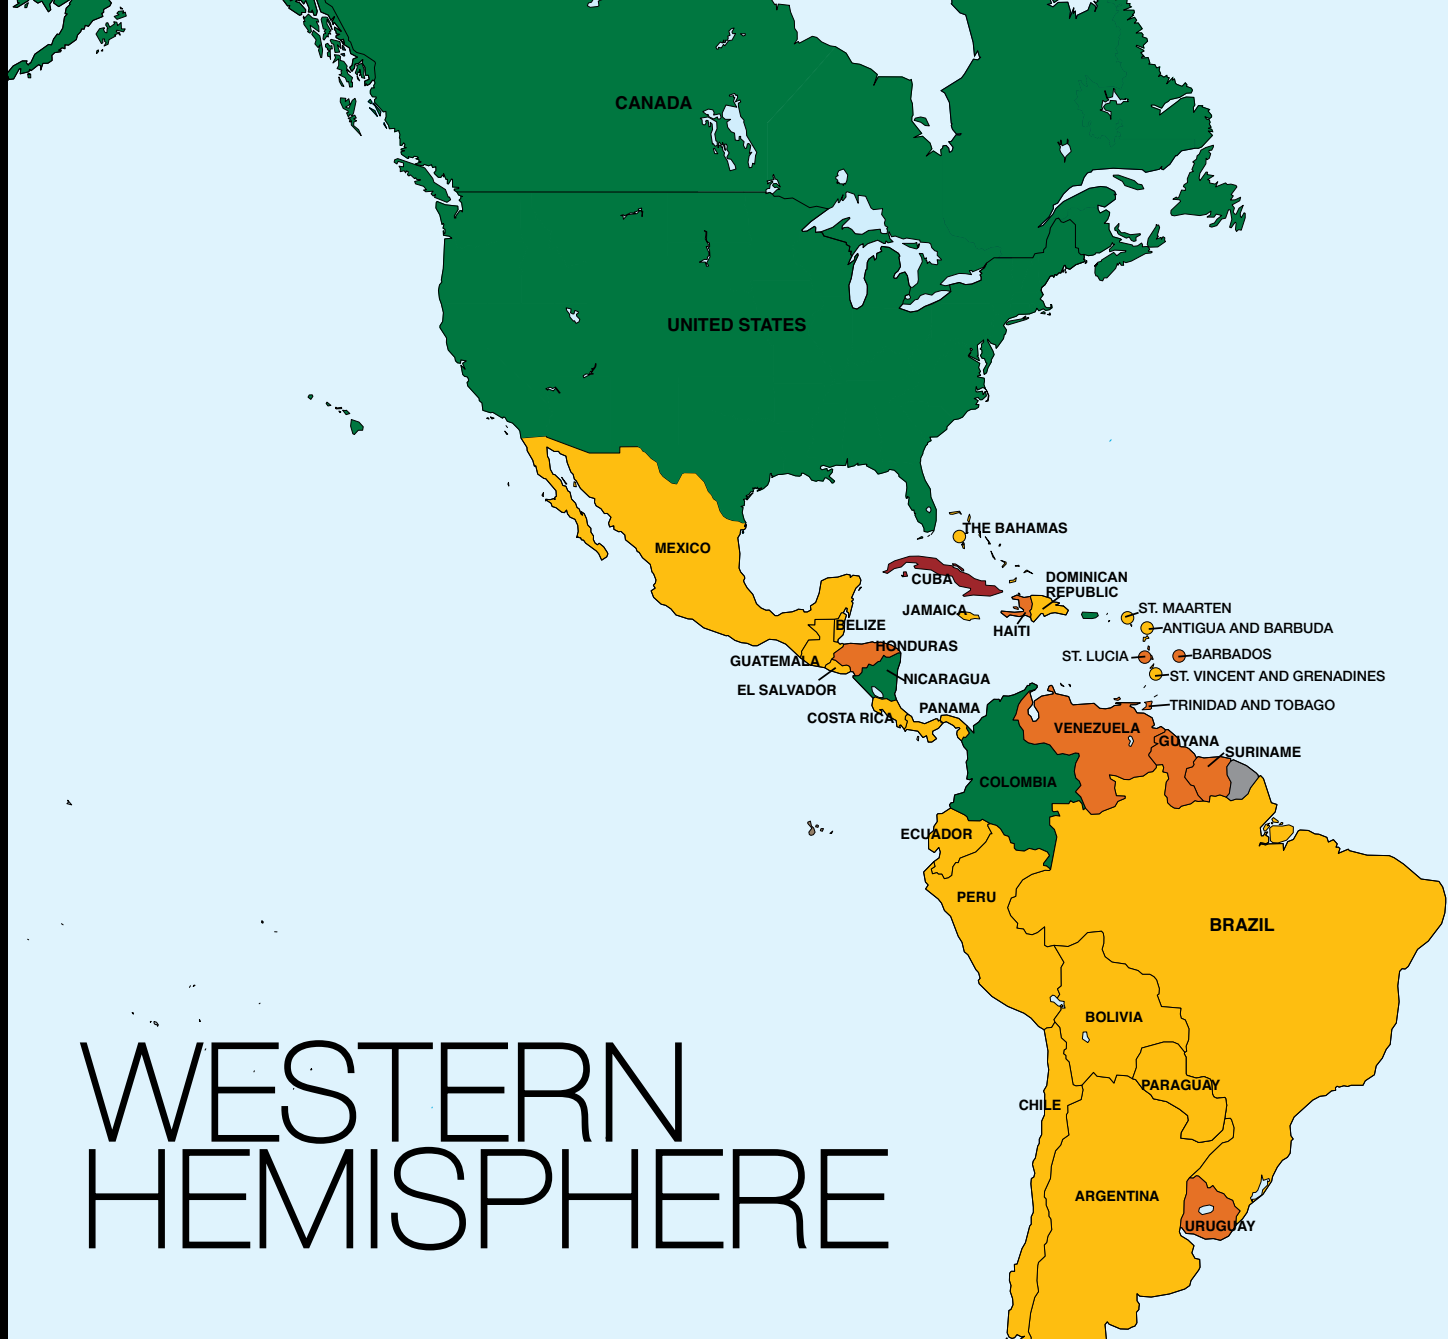 CANADA
UNITED STATES
THE BAHAMAS
MEXICO
CUBA
DOMINICAN
REPUBLIC
JAMAICA
ST. MAARTEN
BELIZE
HAITI
ANTIGUA AND BARBUDA
HONDURAS
ST. LUCIA
BARBADOS
GUATEMALA
ST. VINCENT AND GRENADINES
NICARAGUA
EL SALVADOR
TRINIDAD AND TOBAGO
PANAMA
COSTA RICA
VENEZUELA
GUYANA
SURINAME
COLOMBIA
ECUADOR
PERU
BRAZIL
BOLIVIA
PARAGUAY
CHILE
ARGENTINA
URUGUAY
WESTERN
HEMISPHERE